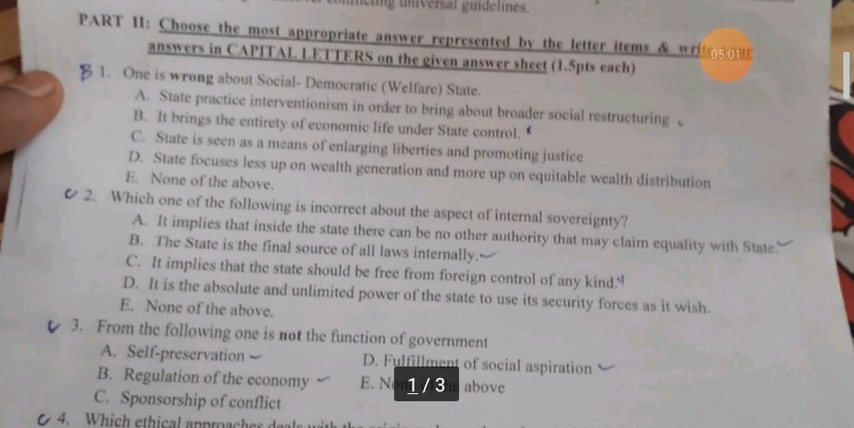 universal guidelines.
PART II: Choose the most appropriate answer represented by the letter items &
05:01
answers in CAPITAL LETTERS on the given answer sheet (1.5pts each)
B 1. One is wrong about Social- Democratic (Welfare) State.
A. State practice interventionism in order to bring about broader social restructuring
B. It brings the entirety of economic life under State control.
C. State is seen as a means of enlarging liberties and promoting justice
D. State focuses less up on wealth generation and more up on equitable wealth distribution
E. None of the above.
C 2. Which one of the following is incorrect about the aspect of internal sovereignty?
A. It implies that inside the state there can be no other authority that may claim equality with State.
B. The State is the final source of all laws internally.
C. It implies that the state should be free from foreign control of any kind.
D. It is the absolute and unlimited power of the state to use its security forces as it wish.
E. None of the above.
C 3. From the following one is not the function of government
A. Self-preservation D. Fulfillment of social aspiration
B. Regulation of the economy E. above
1 / 3
C. Sponsorship of conflict
C 4. Which ethical approaches deals